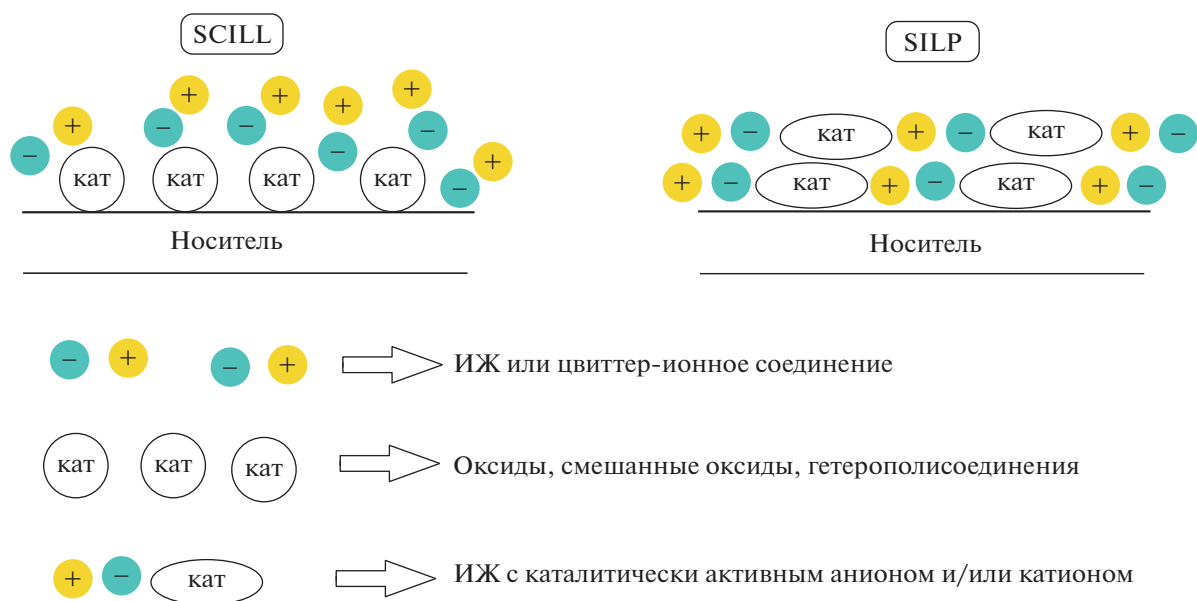 SCILL
SILP
+ + + +
− − − −
+ − + +
− кат кат кат кат −
+ − кат + − кат + −
+ − кат + − кат + −
Носитель
Носитель
− + − + ИЖ или цвиттер-ионное соединение
кат кат кат Оксиды, смешанные оксиды, гетерополисоединения
+ − кат ИЖ с каталитически активным анионом и/или катионом